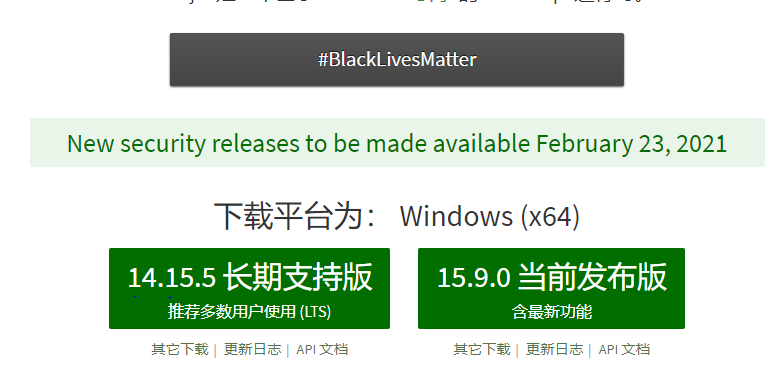 #BlackLivesMatter
New security releases to be made available February 23, 2021
下载平台为： Windows (x64)
14.15.5 长期支持版
推荐多数用户使用 (LTS)
其它下载 | 更新日志 | API 文档
15.9.0 当前发布版
含最新功能
其它下载 | 更新日志 | API 文档